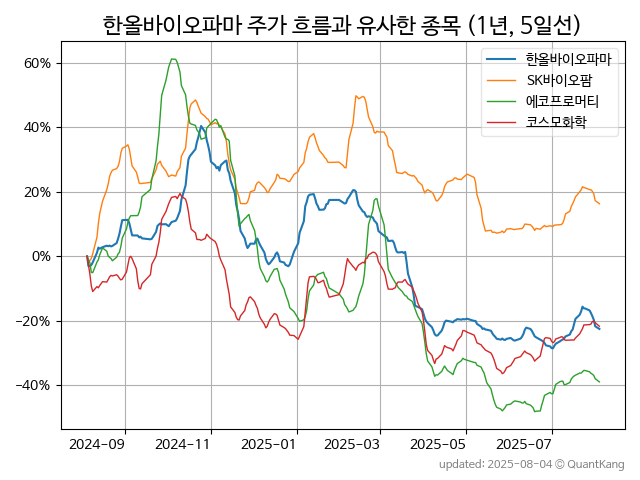 한올바이오파마 주가 흐름과 유사한 종목 (1년, 5일선)
한올바이오파마
SK바이오팜
에코프로머티
코스모화학
60%
40%
20%
0%
−20%
−40%
2024-09 2024-11 2025-01 2025-03 2025-05 2025-07
updated: 2025-08-04 © QuantKang